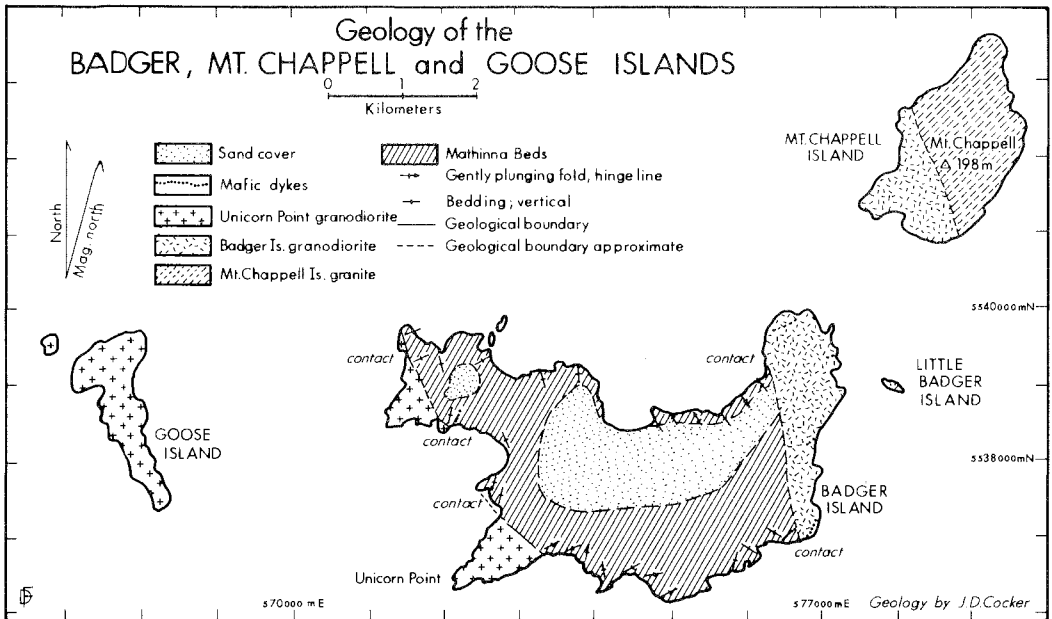 Geology of the
BADGER, MT. CHAPPELL and GOOSE ISLANDS
0 1 2
Kilometers
North
Mag. north
Sand cover
Mafic dykes
Unicorn Point granodiorite
Badger Is. granodiorite
Mt. Chappell Is. granite
Mathinna Beds
Gently plunging fold, hinge line
Bedding ; vertical
Geological boundary
Geological boundary approximate
MT. CHAPPELL
ISLAND
Mt. Chappell
198m
5540000mN
contact
contact
LITTLE
BADGER
ISLAND
GOOSE
ISLAND
contact
5538000mN
contact
BADGER
ISLAND
contact
Unicorn Point
570000mE
577000mE
Geology by J.D.Cocker